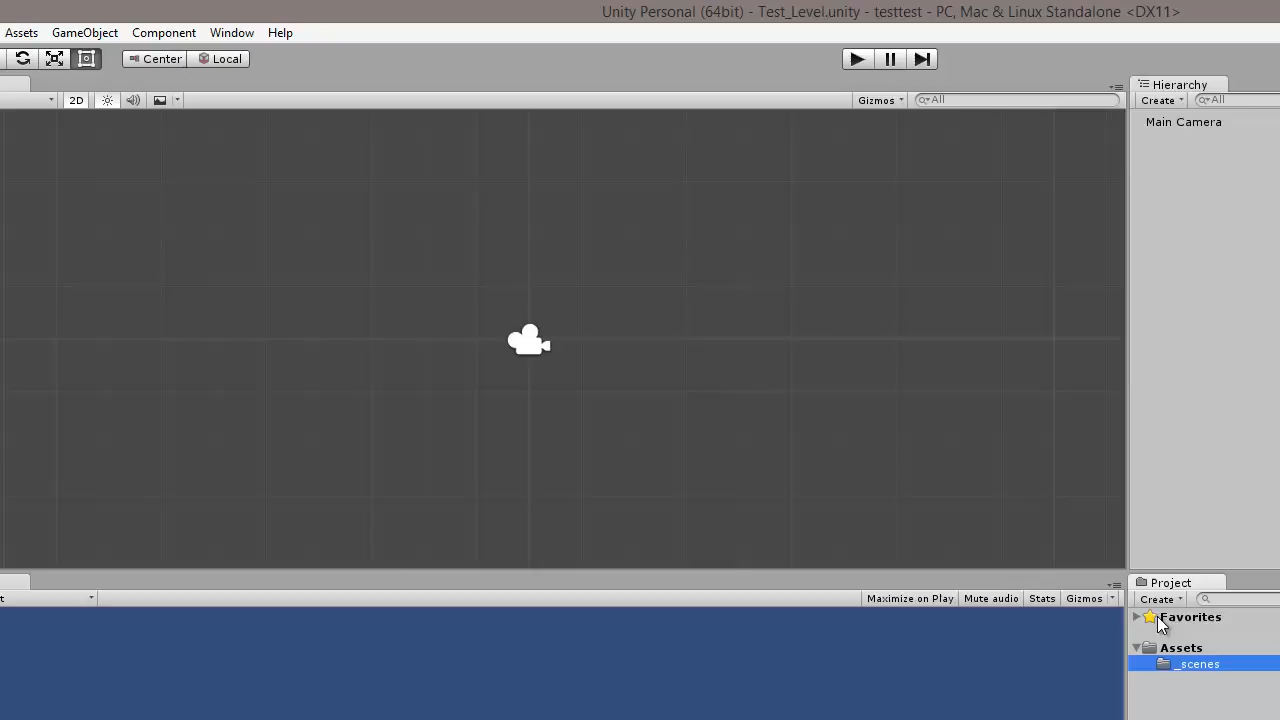 Unity Personal (64bit) - Test_Level.unity - testtest - PC, Mac & Linux Standalone <DX11>
Assets GameObject Component Window Help
Center Local
2D Gizmos All
Hierarchy
Create All
Main Camera
Project
t Maximize on Play Mute audio Stats Gizmos
Create
Favorites
Assets
_scenes